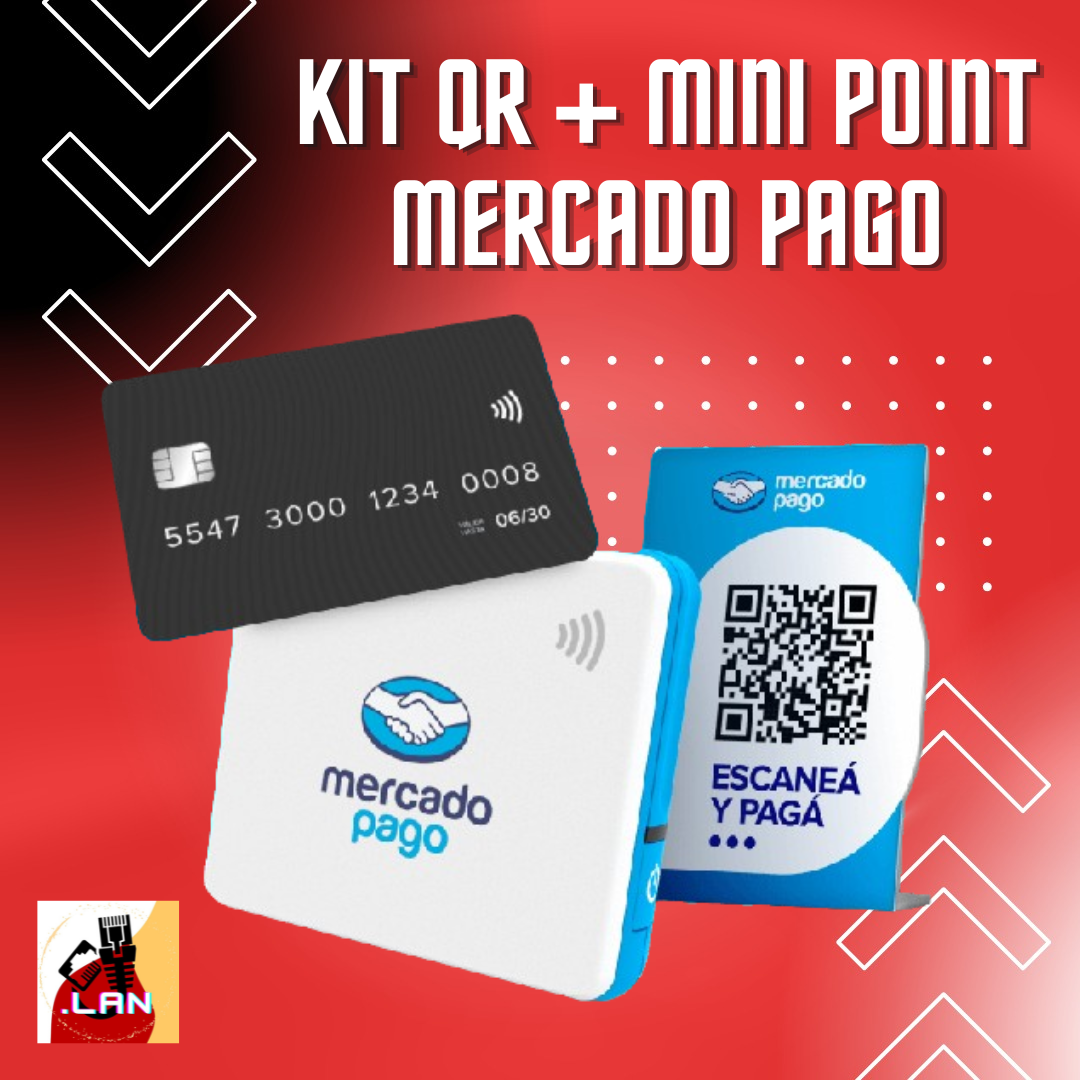 KIT QR + MINI POINT
MERCADO PAGO
5547 3000 1234 0008
06/30
mercado
pago
mercado
pago
ESCANEÁ
Y PAGÁ
.LAN